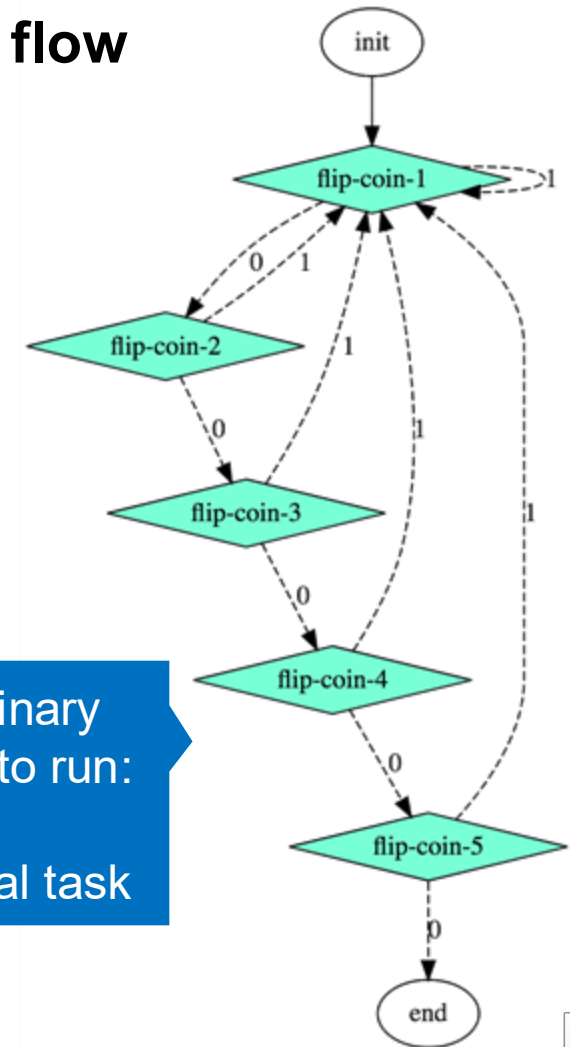 flow
init
flip-coin-1
1
0
1
flip-coin-2
1
0
1
flip-coin-3
1
0
flip-coin-4
inary
to run:
0
al task
flip-coin-5
0
end